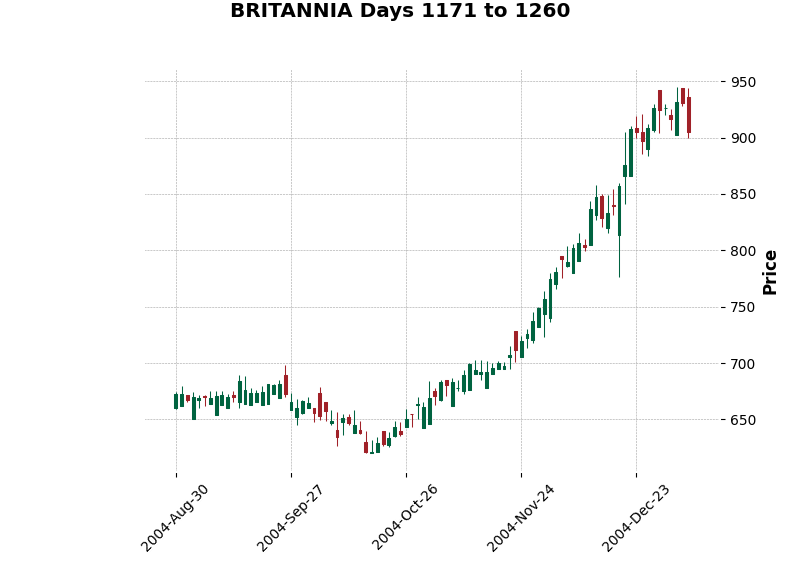 BRITANNIA Days 1171 to 1260
950
900
850
800
750
700
650
Price
2004-Aug-30
2004-Sep-27
2004-Oct-26
2004-Nov-24
2004-Dec-23